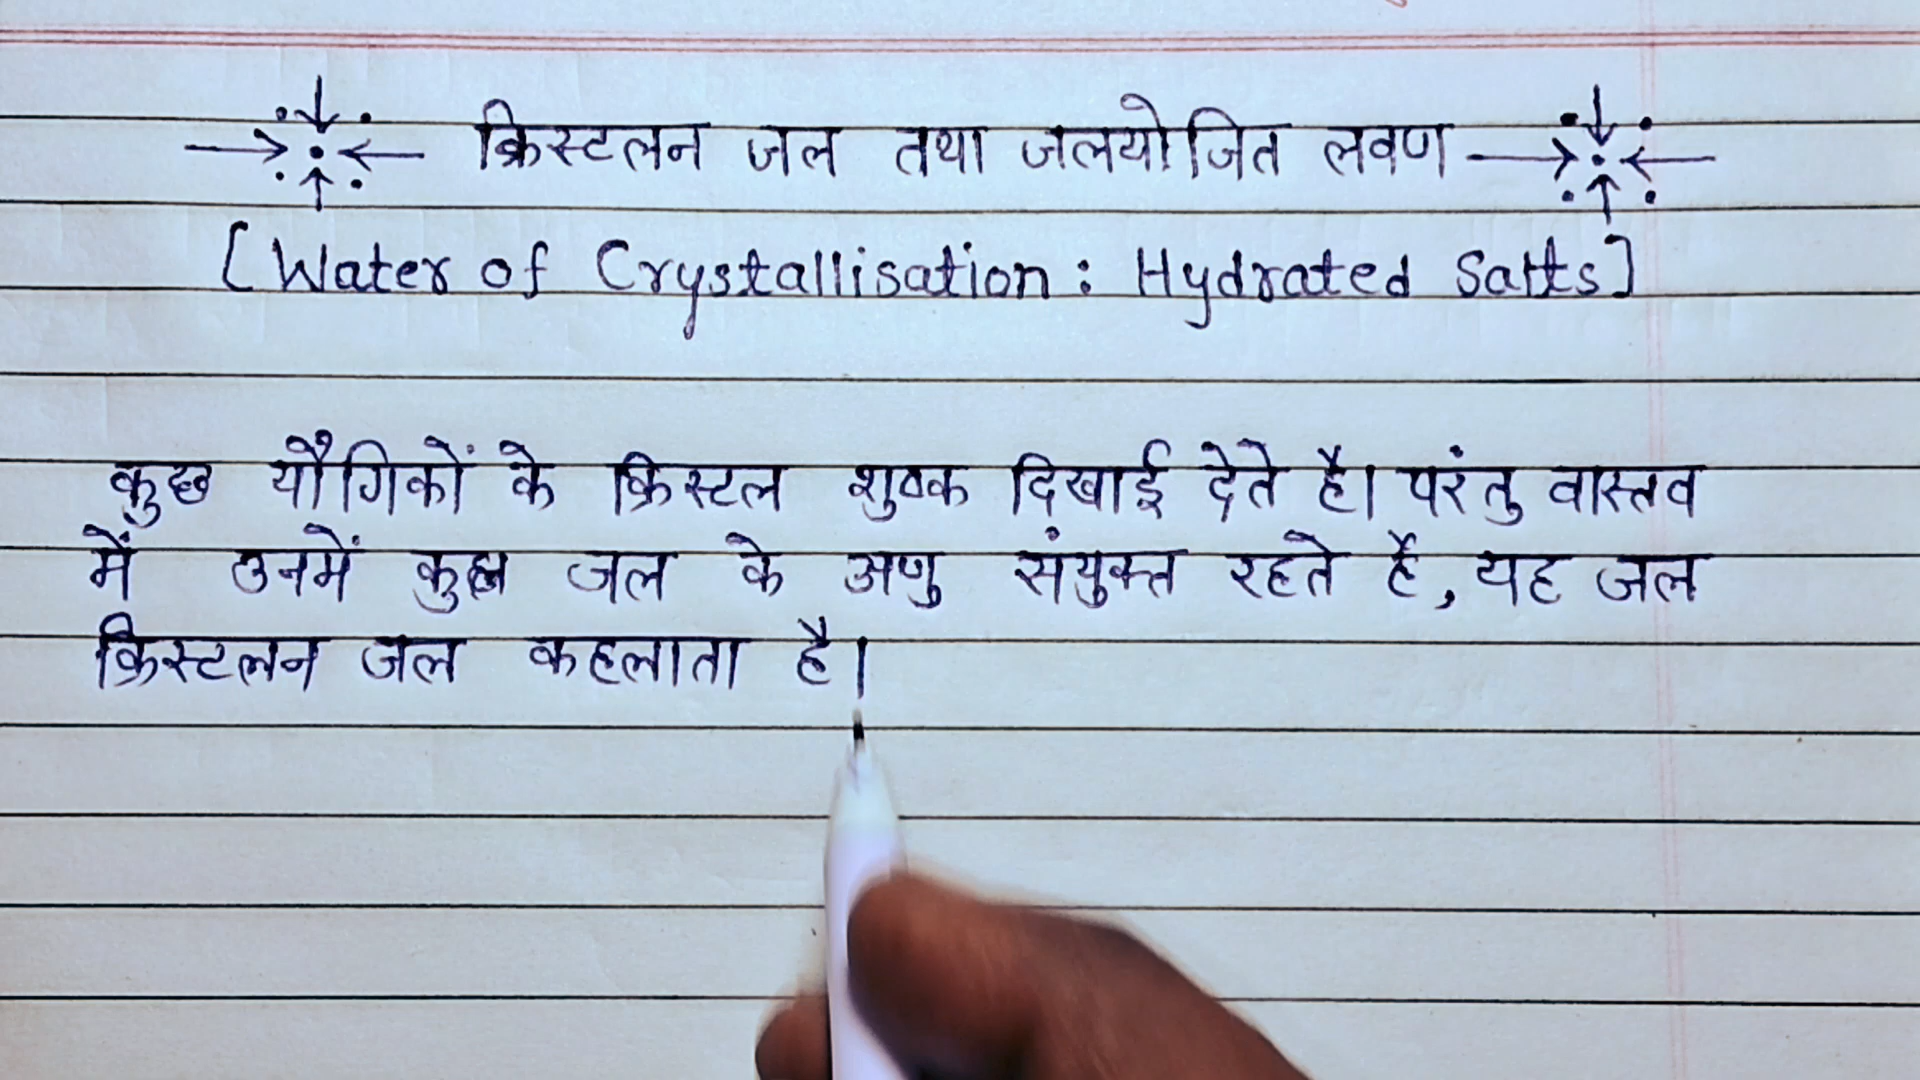 क्रिस्टलन जल तथा जलयोजित लवण
[Water of Crystallisation: Hydrated Salts]
कुछ यौगिकों के क्रिस्टल शुष्क दिखाई देते है। परंतु वास्तव
में उनमें कुछ जल के अणु संयुक्त रहते है, यह जल
क्रिस्टलन जल कहलाता है।